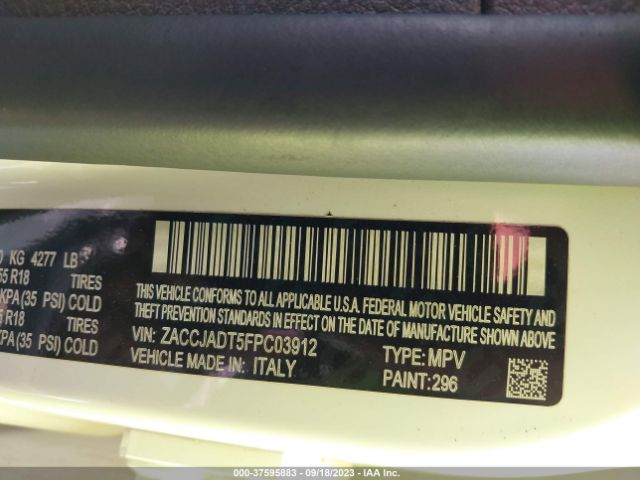 KG 4277 LB
55 R18 TIRES
KPA (35 PSI) COLD
R18 TIRES
KPA (35 PSI) COLD
THIS VEHICLE CONFORMS TO ALL APPLICABLE U.S.A. FEDERAL MOTOR VEHICLE SAFETY AND
THEFT PREVENTION STANDARDS IN EFFECT ON THE DATE OF MANUFACTURE SHOWN ABOVE
VIN: ZACCJADT5FPC03912 TYPE: MPV
VEHICLE MADE IN: ITALY PAINT: 296
000-37595883 - 09/18/2023 - IAA Inc.